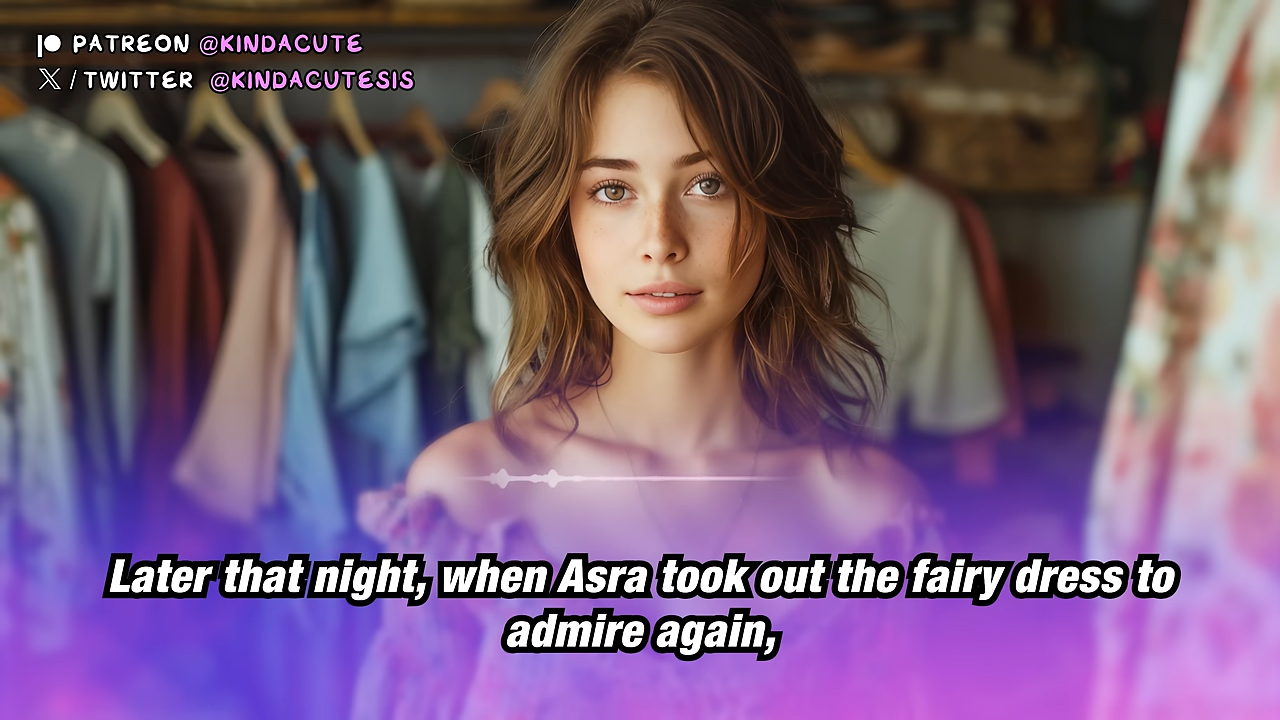 PATREON @KINDACUTE
/ TWITTER @KINDACUTESIS
Later that night, when Asra took out the fairy dress to
admire again,